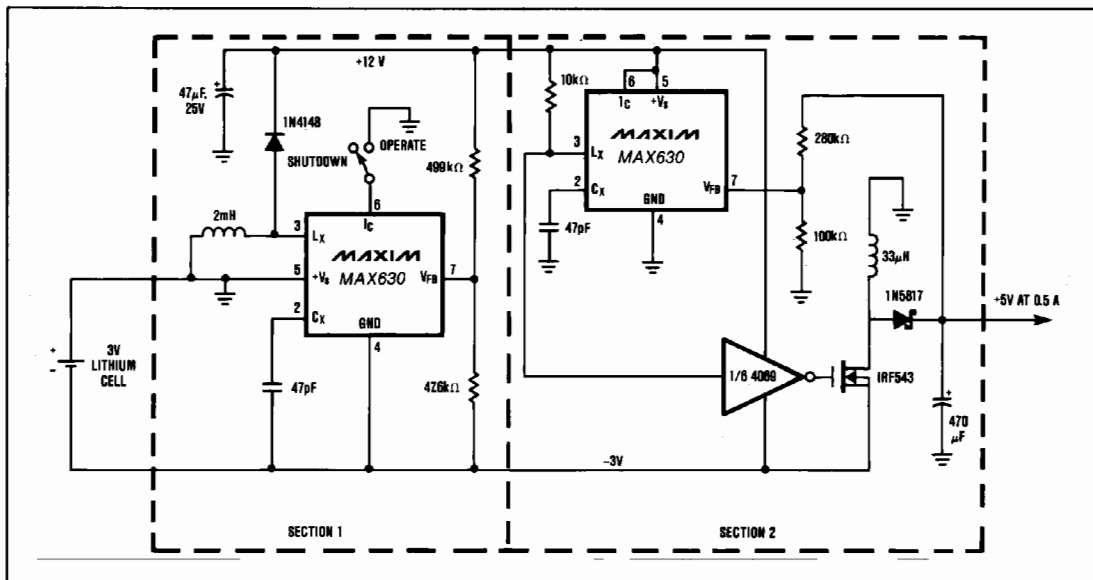 +12 V
47μF,
25V
1N4148
OPERATE
SHUTDOWN
6
IC
2mH
3
LX
MAXIM
MAX630
5
+VS
VFB
7
2
CX
GND
4
499kΩ
47.6kΩ
47pF
+
-
3V
LITHIUM
CELL
SECTION 1
10kΩ
6
IC
5
+VS
3
LX
MAXIM
MAX630
2
CX
VFB
7
GND
4
47pF
280kΩ
100kΩ
33μH
1N5817
+5V AT 0.5 A
1/6 4069
IRF543
+
470
μF
-3V
SECTION 2